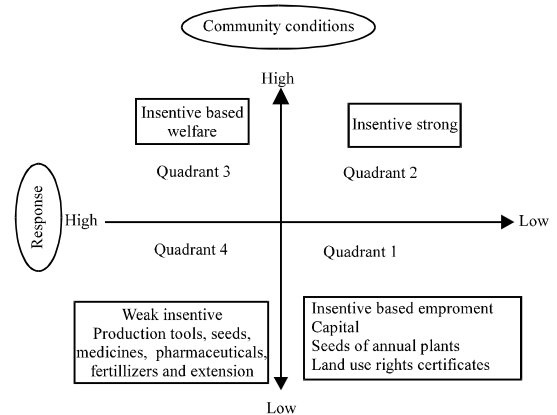 Community conditions
High
Insentive based
welfare
Insentive strong
Quadrant 3
Quadrant 2
Response
High
Low
Quadrant 4
Quadrant 1
Weak insentive
Production tools, seeds,
medicines, pharmaceuticals,
fertillizers and extension
Insentive based emproment
Capital
Seeds of annual plants
Land use rights certificates
Low